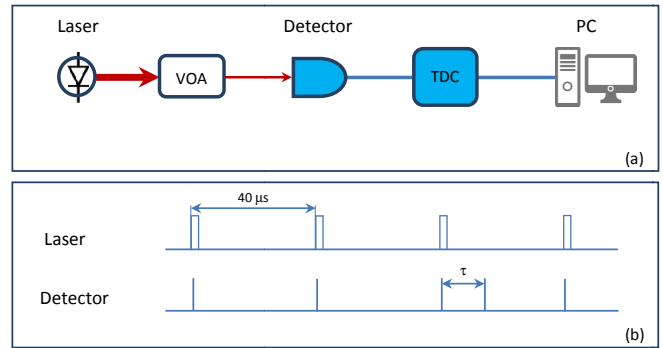 Laser
Detector
PC
VOA
TDC
(a)
40 µs
Laser
τ
Detector
(b)